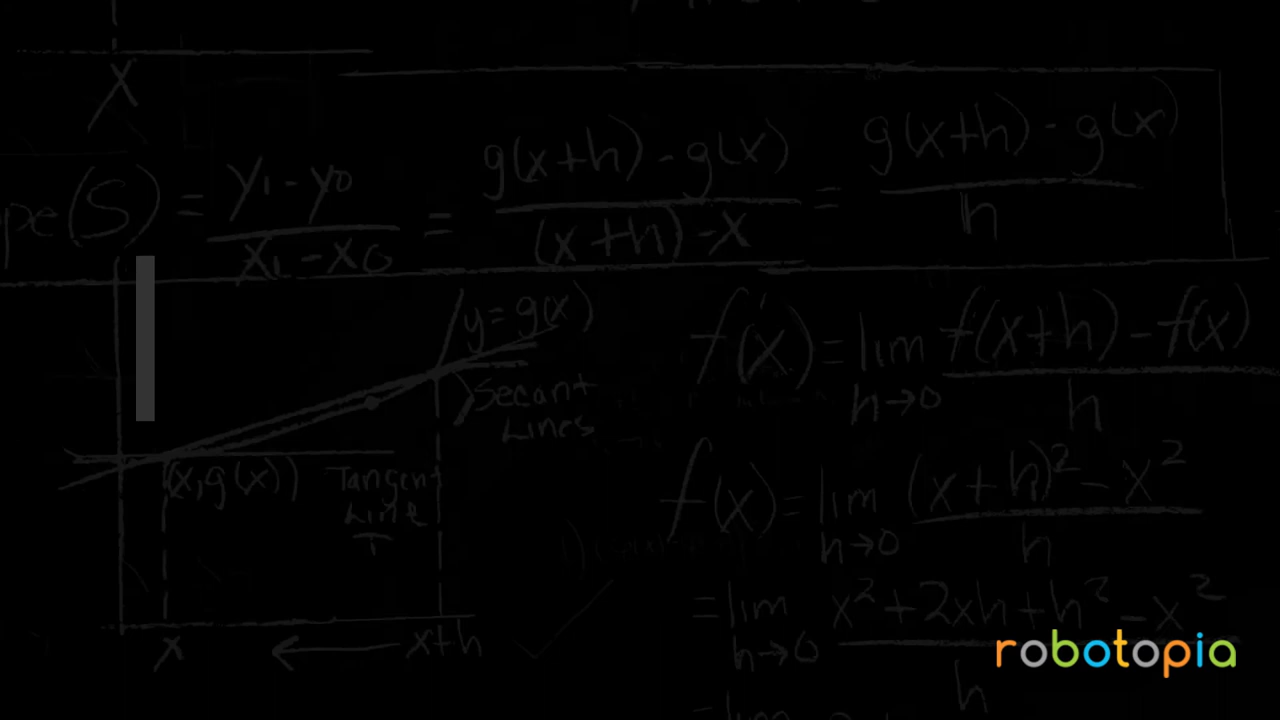 x
pe(S) = y₁ - y₀ / x₁ - x₀ = g(x+h) - g(x) / (x+h) - x = g(x+h) - g(x) / h
y = g(x)
Secant
Lines
(x, g(x))
Tangent
Line
T
x ← x+h
f'(x) = lim h→0 f(x+h) - f(x) / h
f(x) = lim h→0 (x+h)² - x² / h
= lim h→0 x² + 2xh + h² - x² / h
= lim
robotopia